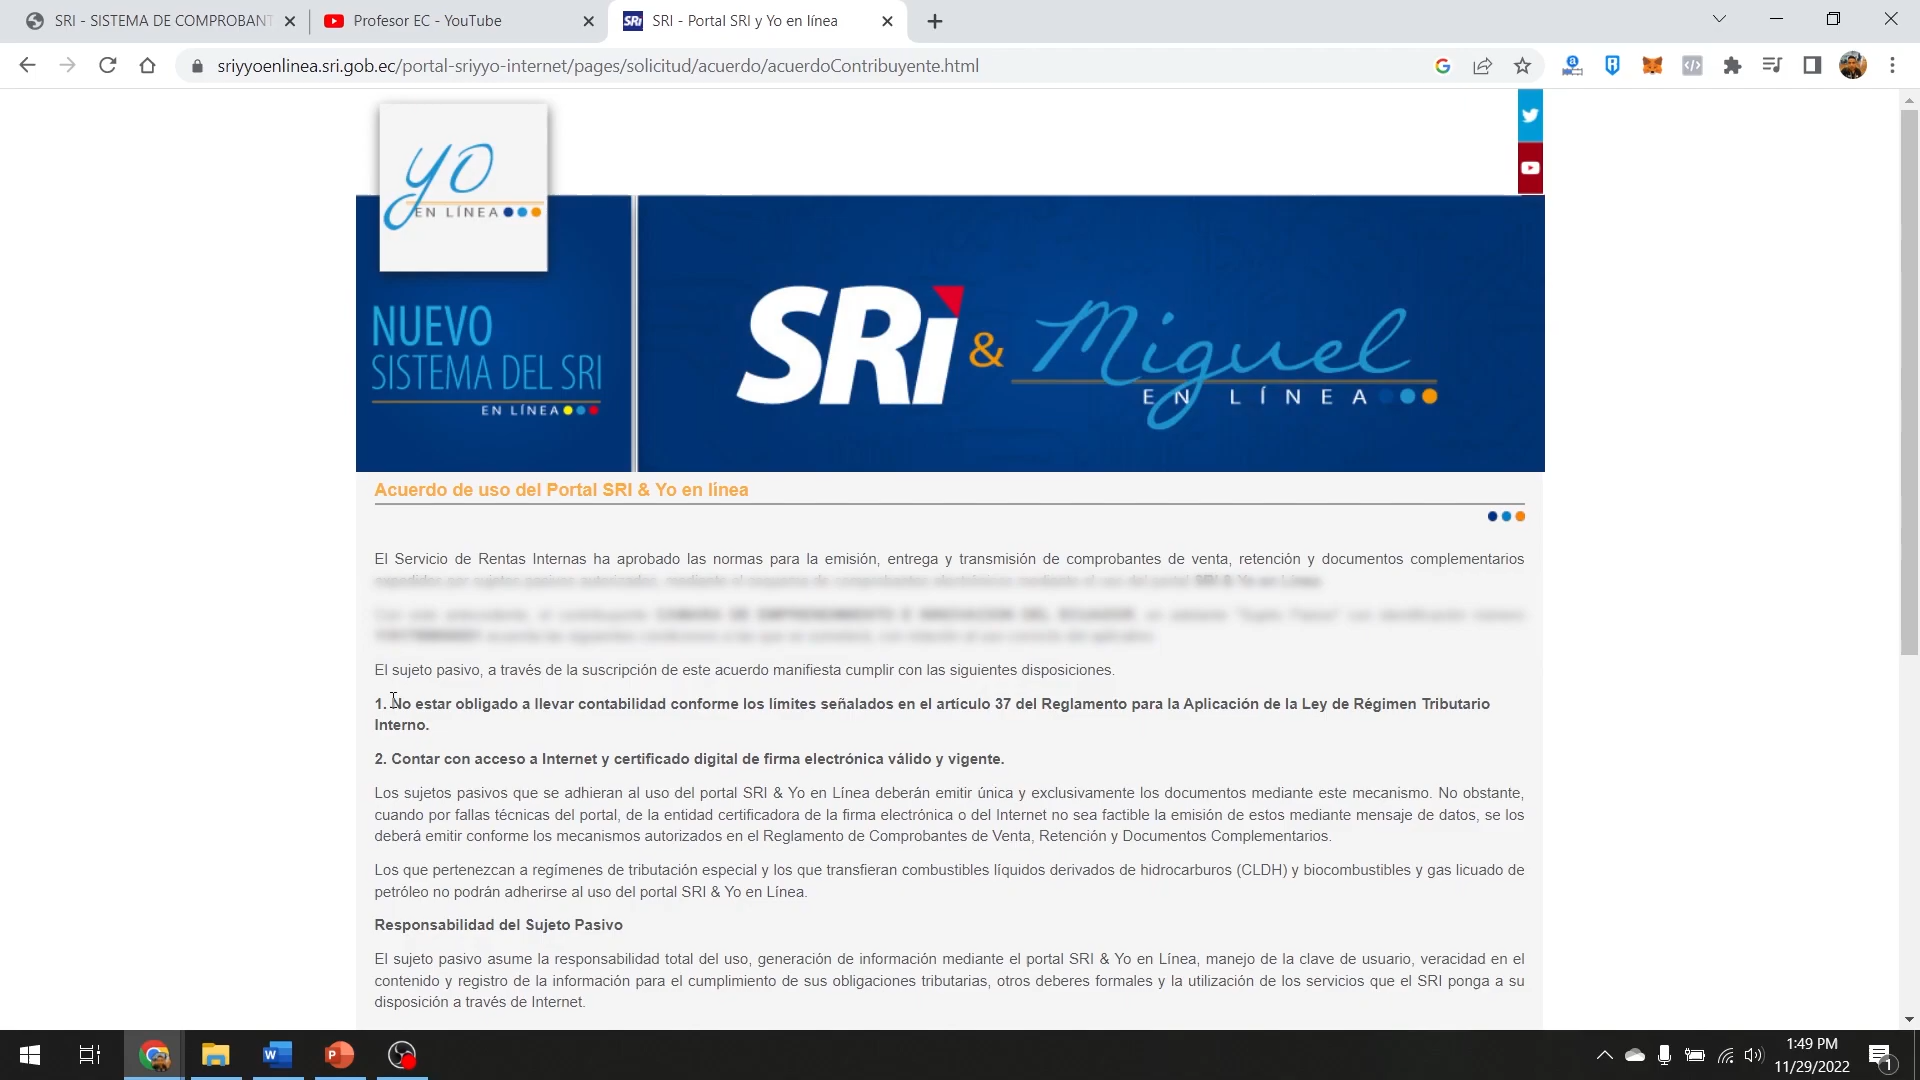 SRI - SISTEMA DE COMPROBANT
Profesor EC - YouTube
SRi SRI - Portal SRI y Yo en línea
sriyyoenlinea.sri.gob.ec/portal-sriyyo-internet/pages/solicitud/acuerdo/acuerdoContribuyente.html
yo
EN LÍNEA
NUEVO
SISTEMA DEL SRI
EN LÍNEA
SRi & Miguel
EN LÍNEA
Acuerdo de uso del Portal SRI & Yo en línea
El Servicio de Rentas Internas ha aprobado las normas para la emisión, entrega y transmisión de comprobantes de venta, retención y documentos complementarios
SRI & Yo en Línea
El sujeto pasivo, a través de la suscripción de este acuerdo manifiesta cumplir con las siguientes disposiciones.
1. No estar obligado a llevar contabilidad conforme los límites señalados en el artículo 37 del Reglamento para la Aplicación de la Ley de Régimen Tributario
Interno.
2. Contar con acceso a Internet y certificado digital de firma electrónica válido y vigente.
Los sujetos pasivos que se adhieran al uso del portal SRI & Yo en Línea deberán emitir única y exclusivamente los documentos mediante este mecanismo. No obstante,
cuando por fallas técnicas del portal, de la entidad certificadora de la firma electrónica o del Internet no sea factible la emisión de estos mediante mensaje de datos, se los
deberá emitir conforme los mecanismos autorizados en el Reglamento de Comprobantes de Venta, Retención y Documentos Complementarios.
Los que pertenezcan a regímenes de tributación especial y los que transfieran combustibles líquidos derivados de hidrocarburos (CLDH) y biocombustibles y gas licuado de
petróleo no podrán adherirse al uso del portal SRI & Yo en Línea.
Responsabilidad del Sujeto Pasivo
El sujeto pasivo asume la responsabilidad total del uso, generación de información mediante el portal SRI & Yo en Línea, manejo de la clave de usuario, veracidad en el
contenido y registro de la información para el cumplimiento de sus obligaciones tributarias, otros deberes formales y la utilización de los servicios que el SRI ponga a su
disposición a través de Internet.
1:49 PM
11/29/2022
1